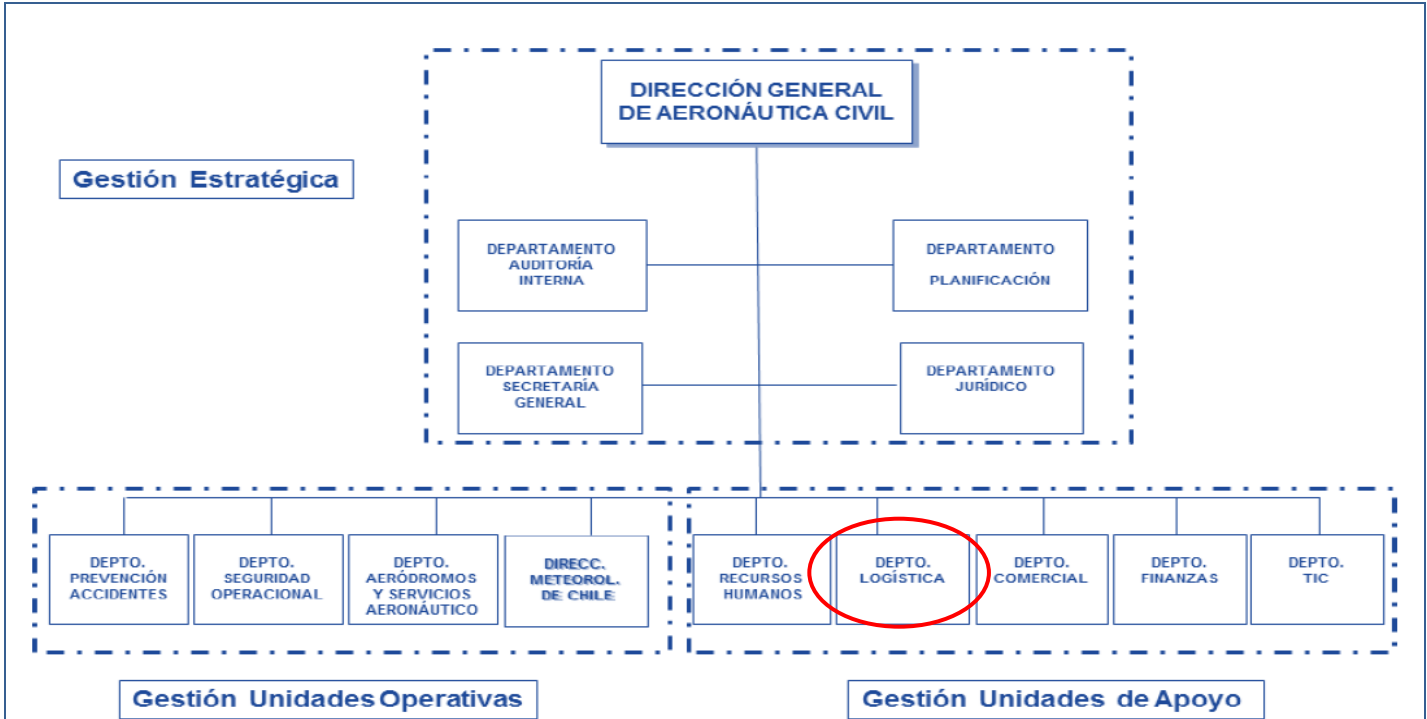 DIRECCIÓN GENERAL
DE AERONÁUTICA CIVIL
Gestión Estratégica
DEPARTAMENTO
AUDITORÍA
INTERNA
DEPARTAMENTO
PLANIFICACIÓN
DEPARTAMENTO
SECRETARÍA
GENERAL
DEPARTAMENTO
JURÍDICO
DEPTO.
PREVENCIÓN
ACCIDENTES
DEPTO.
SEGURIDAD
OPERACIONAL
DEPTO.
AERÓDROMOS
Y SERVICIOS
AERONÁUTICO
DIRECC.
METEOROL.
DE CHILE
DEPTO.
RECURSOS
HUMANOS
DEPTO.
LOGÍSTICA
DEPTO.
COMERCIAL
DEPTO.
FINANZAS
DEPTO.
TIC
Gestión Unidades Operativas
Gestión Unidades de Apoyo